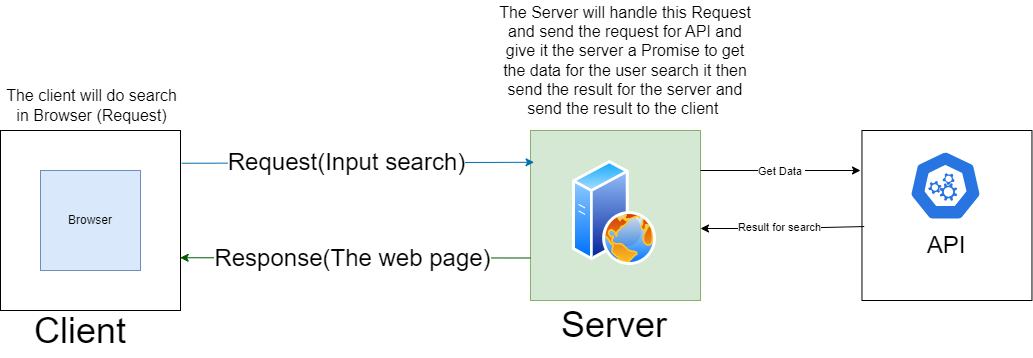 The Server will handle this Request
and send the request for API and
give it the server a Promise to get
the data for the user search it then
send the result for the server and
send the result to the client
The client will do search
in Browser (Request)
Request(Input search)
Browser
Response(The web page)
Get Data
Result for search
API
Client
Server